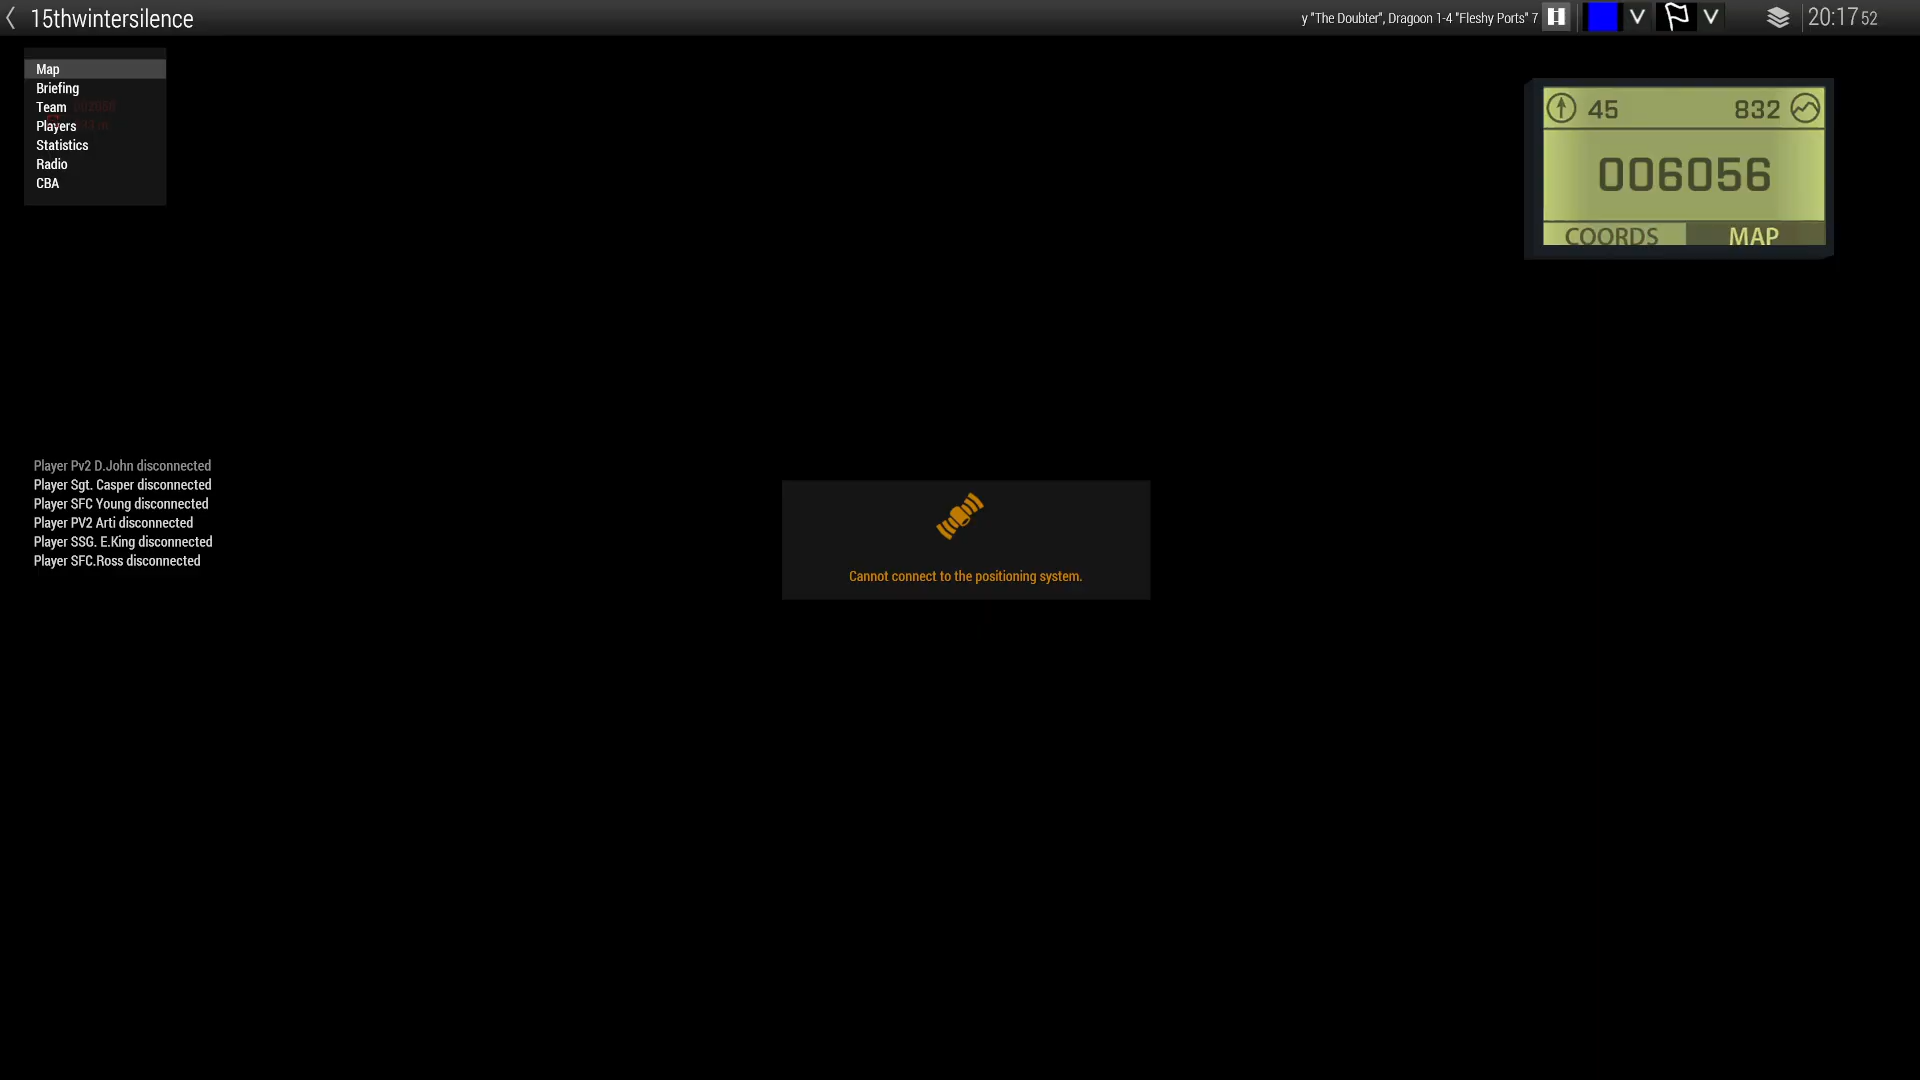 15thwintersilence
y "The Doubter", Dragoon 1-4 "Fleshy Ports" 7
20:17 52
Map
Briefing
Team
Players
Statistics
Radio
CBA
45
832
006056
COORDS
MAP
Player Pv2 D.John disconnected
Player Sgt. Casper disconnected
Player SFC Young disconnected
Player PV2 Arti disconnected
Player SSG. E.King disconnected
Player SFC.Ross disconnected
Cannot connect to the positioning system.